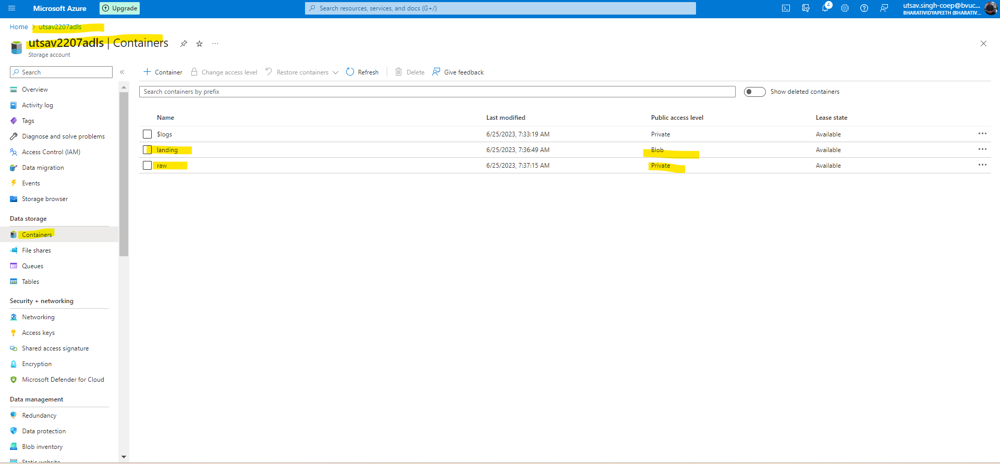 Microsoft Azure
Upgrade
Search resources, services, and docs (G+/)
4
utsav.singh-coep@bvuc...
BHARATIVIDYAPEETH (BHARATIV...
Home > utsav2207adls
utsav2207adls | Containers
Storage account
Search
Container
Change access level
Restore containers
Refresh
Delete
Give feedback
Search containers by prefix
Show deleted containers
Name Last modified Public access level Lease state
$logs 6/25/2023, 7:33:19 AM Private Available
landing 6/25/2023, 7:36:49 AM Blob Available
raw 6/25/2023, 7:37:15 AM Private Available
Overview
Activity log
Tags
Diagnose and solve problems
Access Control (IAM)
Data migration
Events
Storage browser
Data storage
Containers
File shares
Queues
Tables
Security + networking
Networking
Access keys
Shared access signature
Encryption
Microsoft Defender for Cloud
Data management
Redundancy
Data protection
Blob inventory
Static website